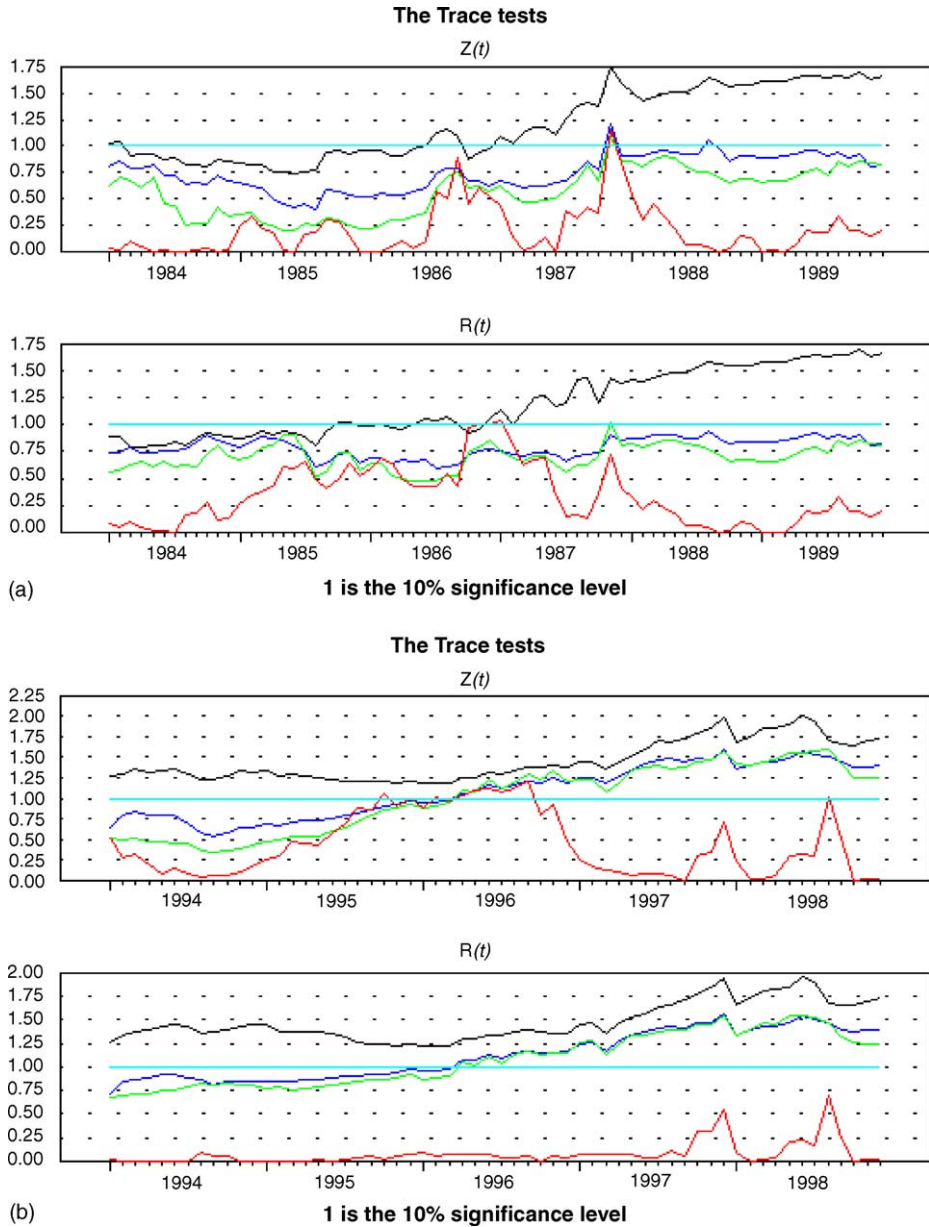 The Trace tests
Z(t)
1.75
1.50
1.25
1.00
0.75
0.50
0.25
0.00
1984 1985 1986 1987 1988 1989
R(t)
1.75
1.50
1.25
1.00
0.75
0.50
0.25
0.00
1984 1985 1986 1987 1988 1989
(a) 1 is the 10% significance level
The Trace tests
Z(t)
2.25
2.00
1.75
1.50
1.25
1.00
0.75
0.50
0.25
0.00
1994 1995 1996 1997 1998
R(t)
2.00
1.75
1.50
1.25
1.00
0.75
0.50
0.25
0.00
1994 1995 1996 1997 1998
(b) 1 is the 10% significance level